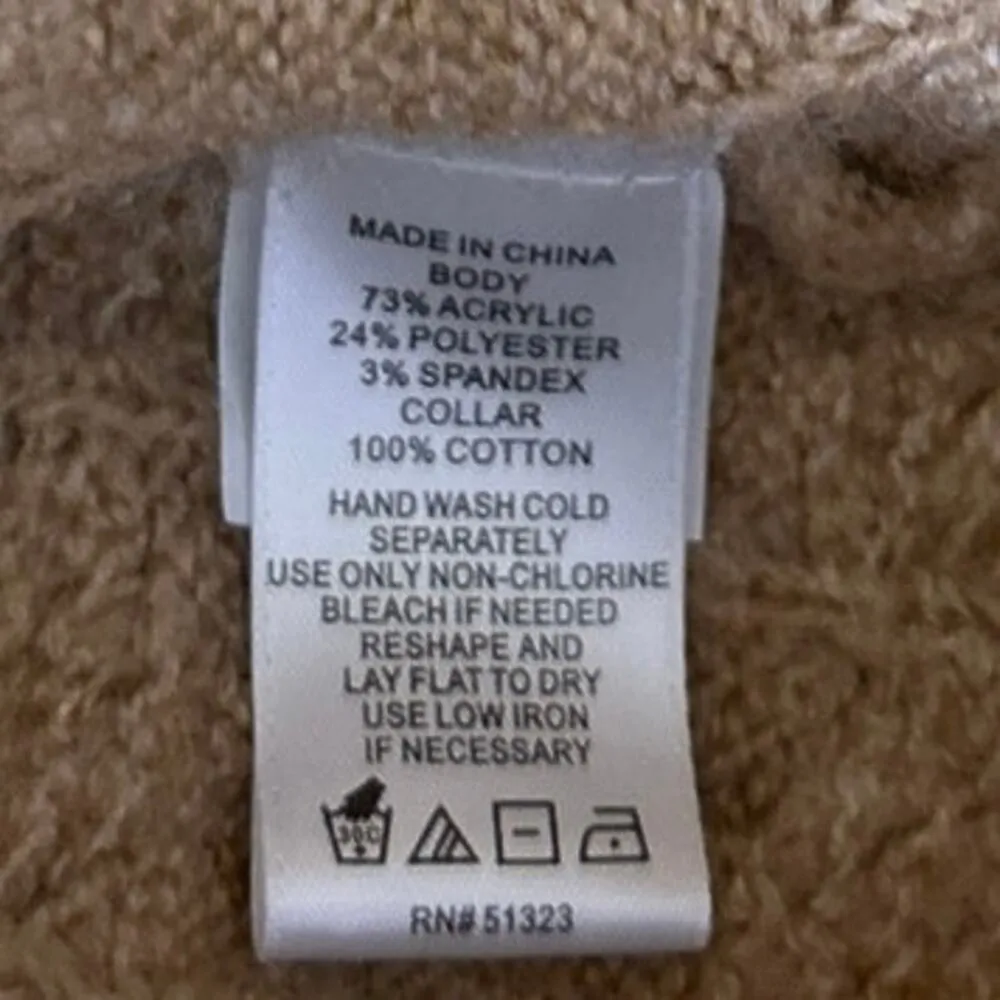 MADE IN CHINA
BODY
73% ACRYLIC
24% POLYESTER
3% SPANDEX
COLLAR
100% COTTON
HAND WASH COLD
SEPARATELY
USE ONLY NON-CHLORINE
BLEACH IF NEEDED
RESHAPE AND
LAY FLAT TO DRY
USE LOW IRON
IF NECESSARY
30C
RN# 51323